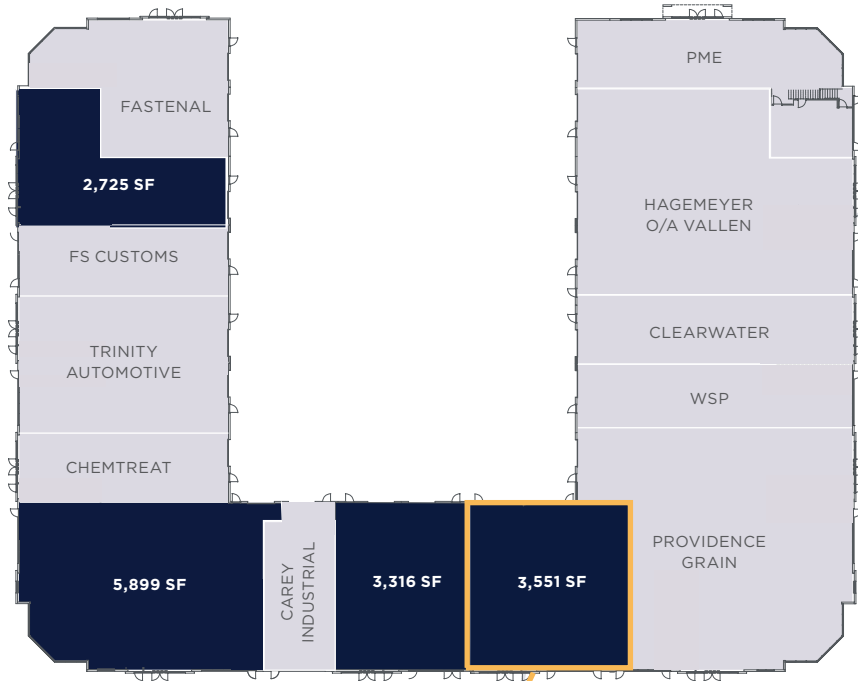 PME
FASTENAL
2,725 SF
HAGEMEYER
O/A VALLEN
FS CUSTOMS
CLEARWATER
TRINITY
AUTOMOTIVE
WSP
CHEMTREAT
PROVIDENCE
GRAIN
5,899 SF
CAREY
INDUSTRIAL
3,316 SF
3,551 SF